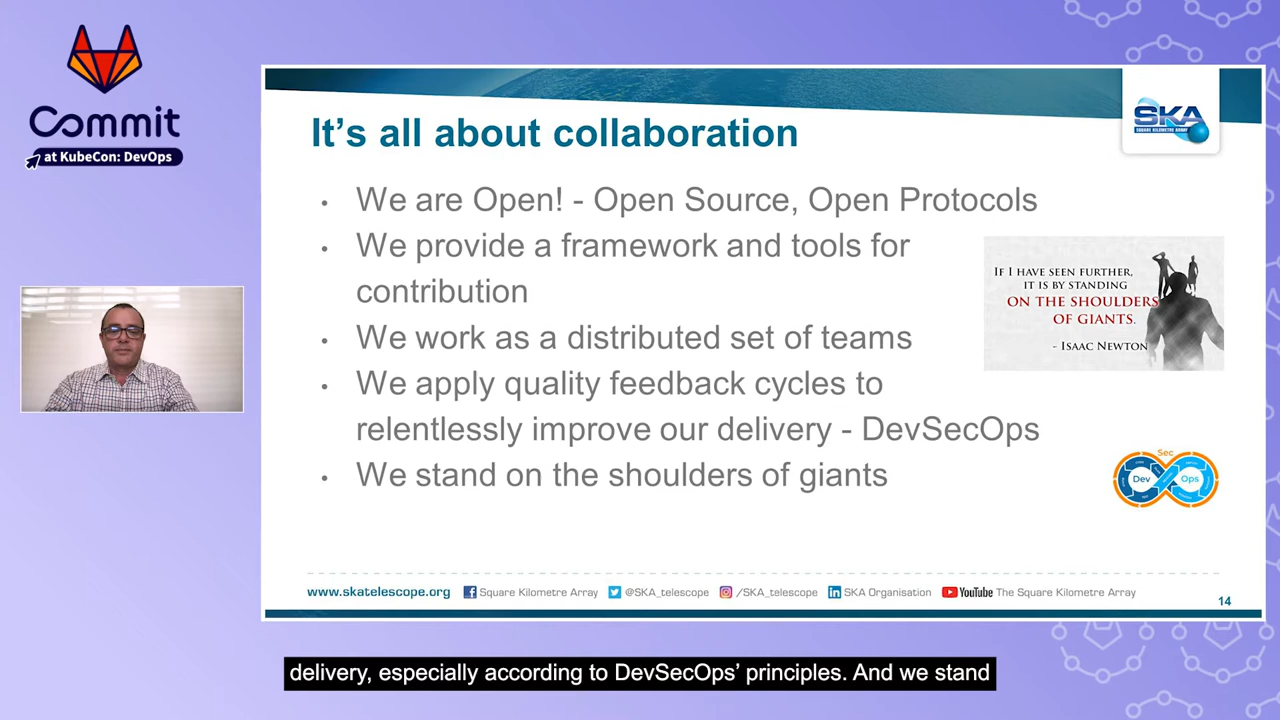 Commit
at KubeCon: DevOps
SKA
SQUARE KILOMETRE ARRAY
It's all about collaboration
• We are Open! - Open Source, Open Protocols
• We provide a framework and tools for
contribution
• We work as a distributed set of teams
• We apply quality feedback cycles to
relentlessly improve our delivery - DevSecOps
• We stand on the shoulders of giants
IF I HAVE SEEN FURTHER,
IT IS BY STANDING
ON THE SHOULDERS
OF GIANTS.
- ISAAC NEWTON
Sec
Dev
Ops
www.skatelescope.org Square Kilometre Array @SKA_telescope /SKA_telescope SKA Organisation YouTube The Square Kilometre Array
14
delivery, especially according to DevSecOps' principles. And we stand